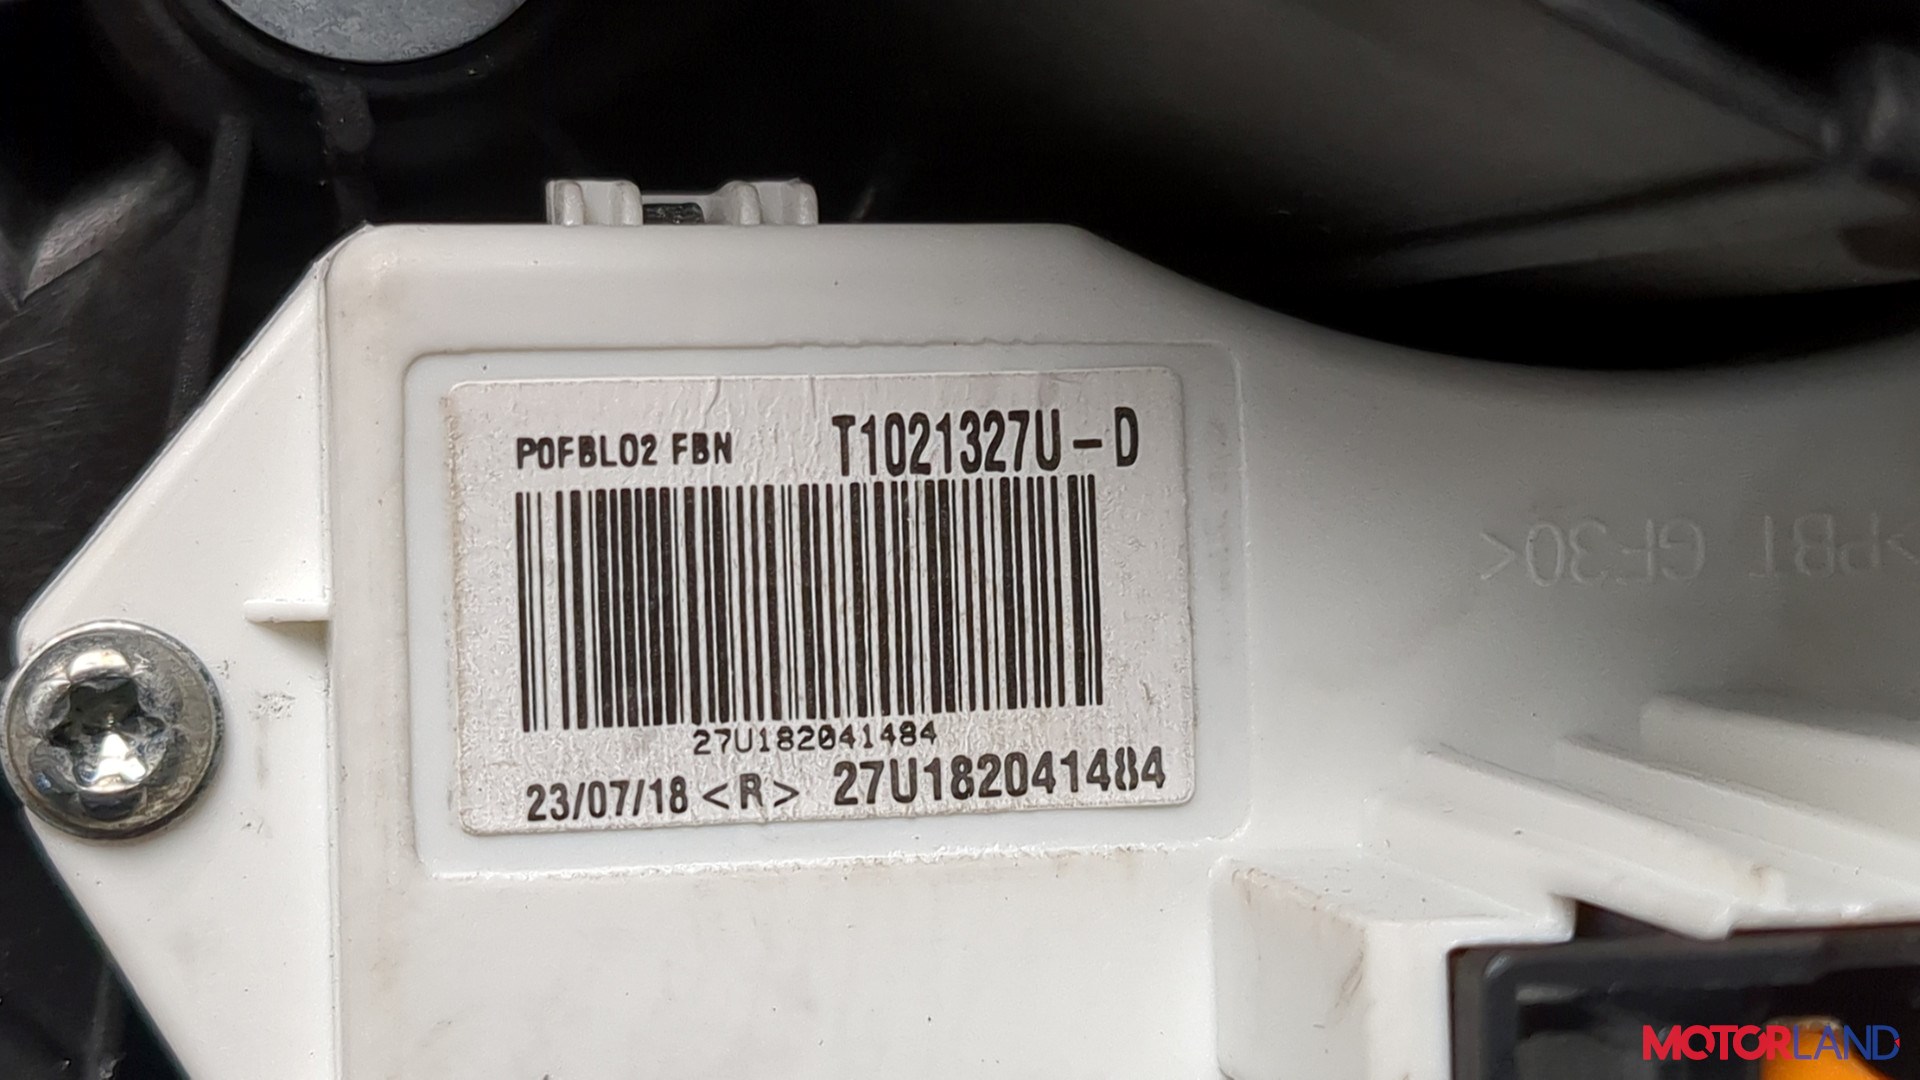 P0FBL02 FBN T1021327U-D
27U182041484
23/07/18 <R> 27U182041484
>PBT GF30<
MOTORLAND